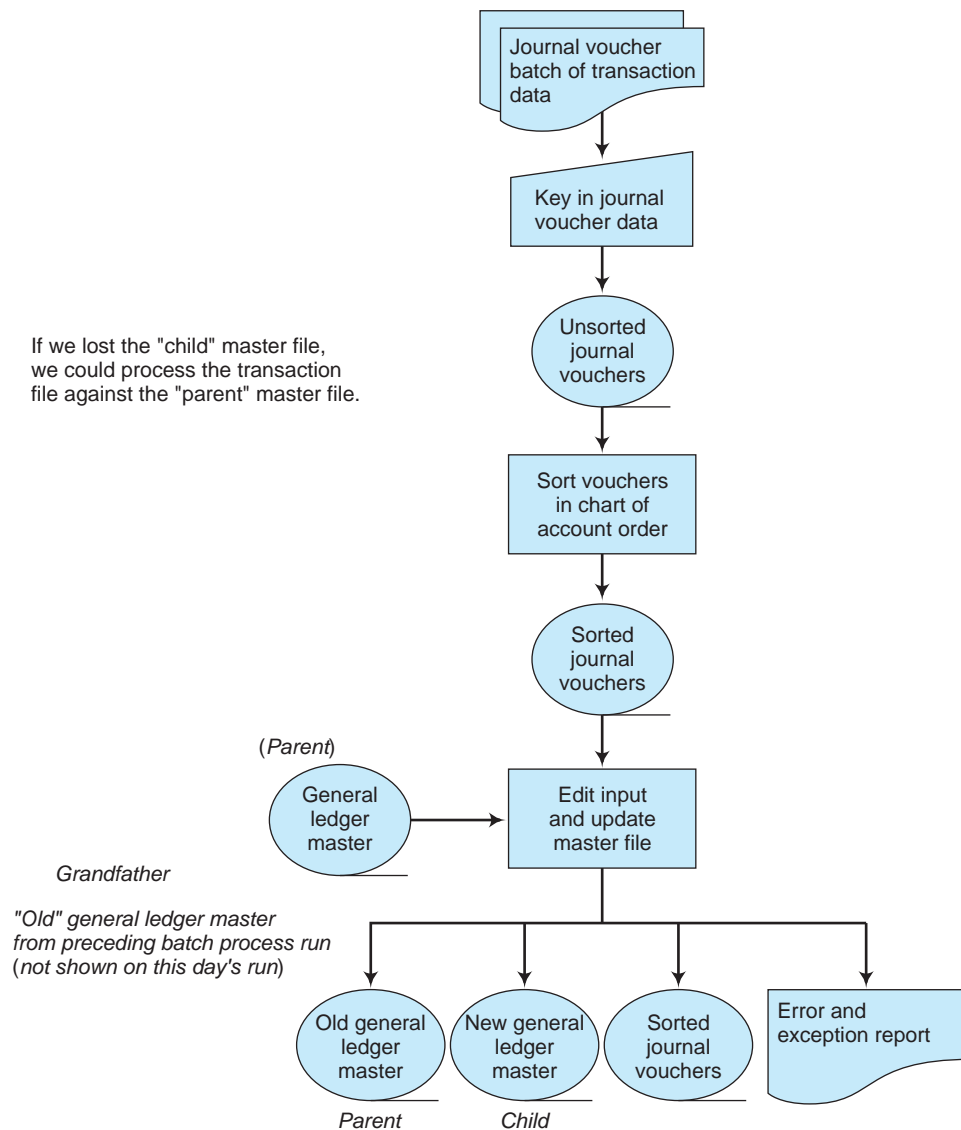 Journal voucher
batch of transaction
data
Key in journal
voucher data
If we lost the "child" master file,
we could process the transaction
file against the "parent" master file.
Unsorted
journal
vouchers
Sort vouchers
in chart of
account order
Sorted
journal
vouchers
(Parent)
General
ledger
master
Edit input
and update
master file
Grandfather
"Old" general ledger master
from preceding batch process run
(not shown on this day's run)
Old general
ledger
master
Parent
New general
ledger
master
Child
Sorted
journal
vouchers
Error and
exception report